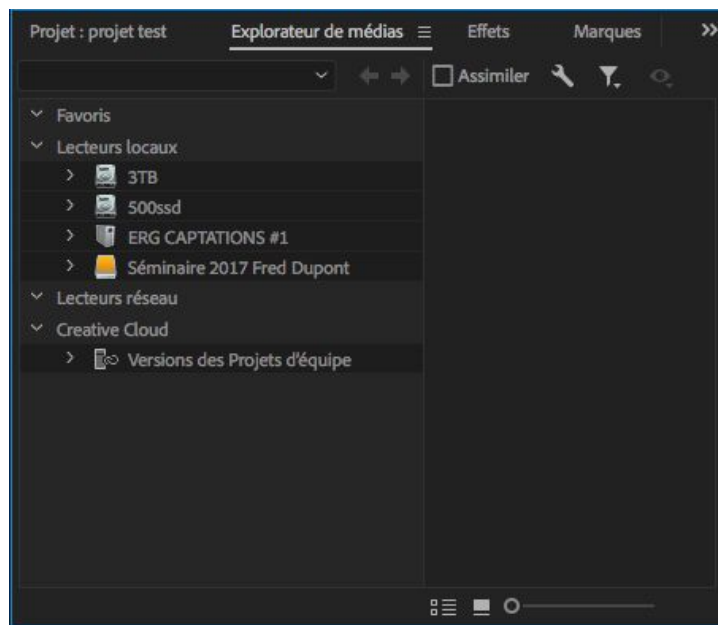 Projet : projet test Explorateur de médias Effets Marques
Assimiler
Favoris
Lecteurs locaux
3TB
500ssd
ERG CAPTATIONS #1
Séminaire 2017 Fred Dupont
Lecteurs réseau
Creative Cloud
Versions des Projets d'équipe